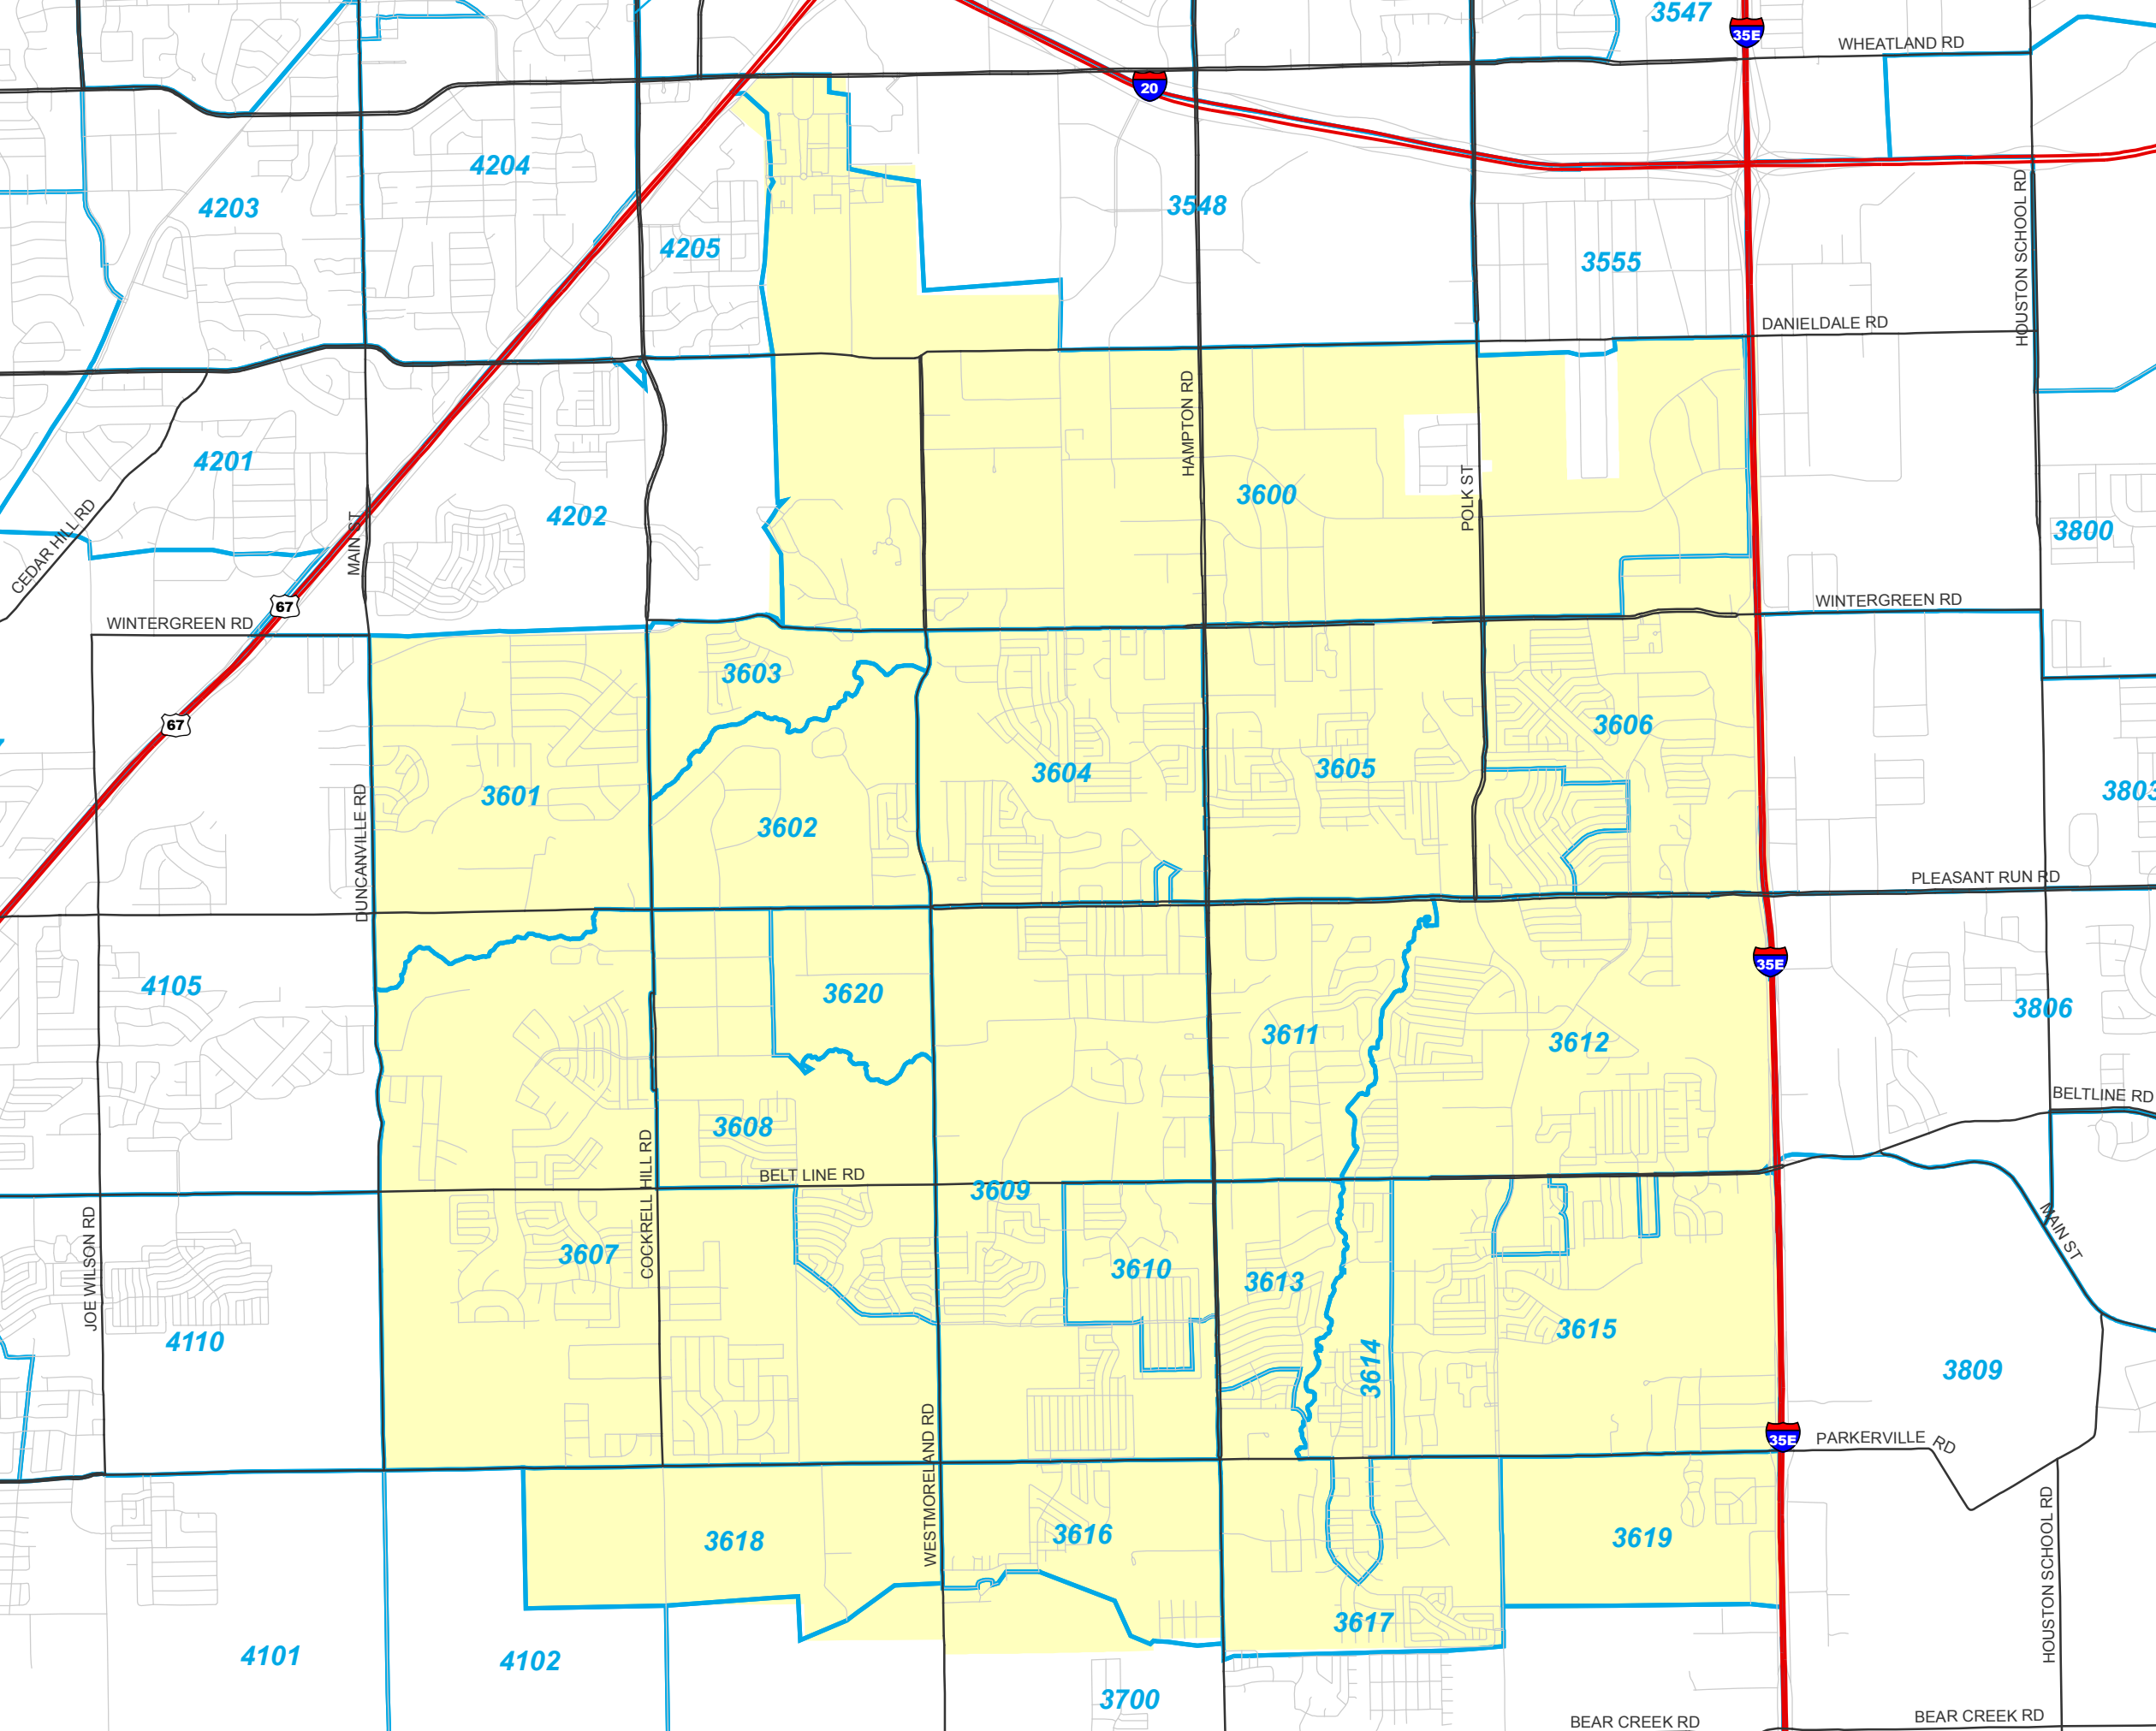 3547
35E
WHEATLAND RD
20
4204
4203
3548
4205
3555
HOUSTON SCHOOL RD
DANIELDALE RD
HAMPTON RD
4201
3600
POLK ST
4202
MAIN ST
CEDAR HILL RD
3800
67
WINTERGREEN RD
WINTERGREEN RD
3603
67
3606
3604
3605
3601
3803
3602
DUNCANVILLE RD
PLEASANT RUN RD
35E
4105
3620
3806
3611
3612
BELTLINE RD
3608
COCKRELL HILL RD
BELT LINE RD
3609
MAIN ST
JOE WILSON RD
3607
3610
3613
3615
4110
3614
3809
WESTMORELAND RD
35E
PARKERVILLE RD
3618
3616
3619
HOUSTON SCHOOL RD
3617
4101
4102
3700
BEAR CREEK RD
BEAR CREEK RD